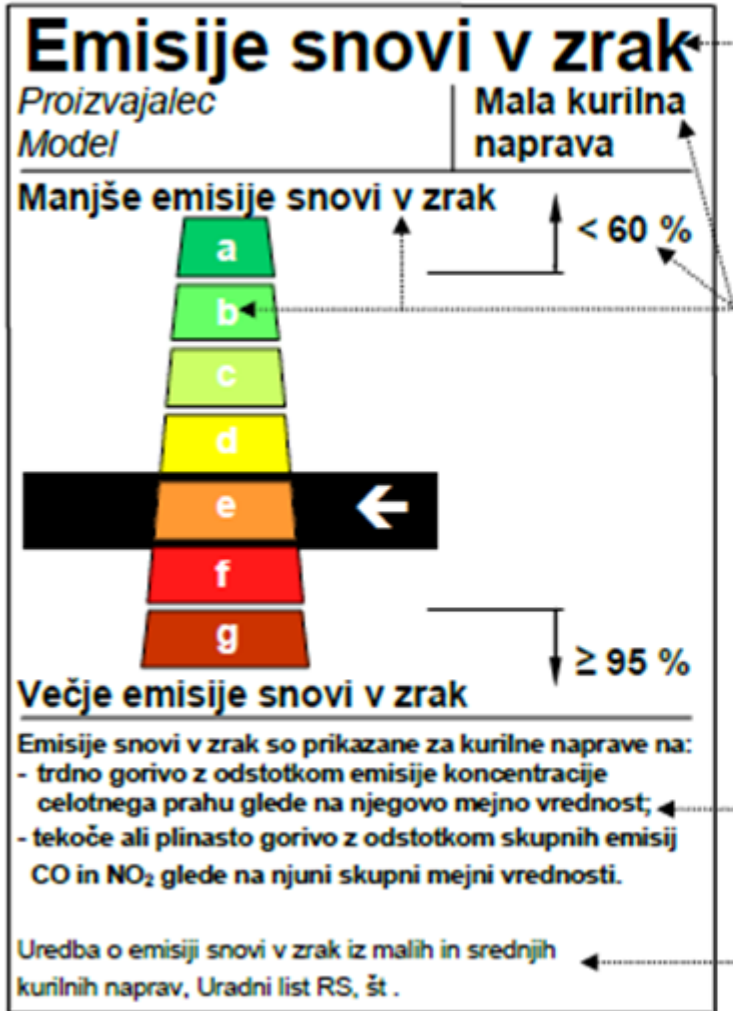 Emisije snovi v zrak
Proizvajalec
Model
Mala kurilna
naprava
Manjše emisije snovi v zrak
< 60 %
a
b
c
d
e
f
g
≥ 95 %
Večje emisije snovi v zrak
Emisije snovi v zrak so prikazane za kurilne naprave na:
- trdno gorivo z odstotkom emisije koncentracije
celotnega prahu glede na njegovo mejno vrednost;
- tekoče ali plinasto gorivo z odstotkom skupnih emisij
CO in NO₂ glede na njuni skupni mejni vrednosti.
Uredba o emisiji snovi v zrak iz malih in srednjih
kurilnih naprav, Uradni list RS, št .